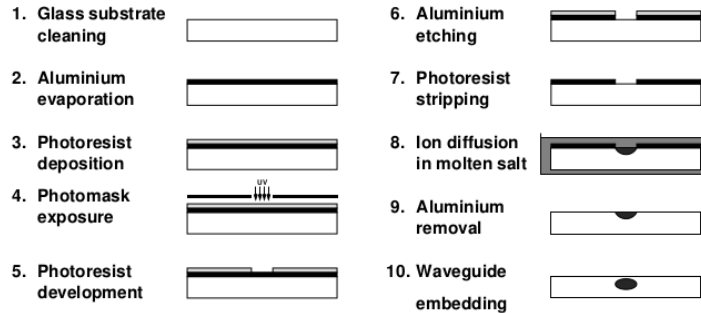 1. Glass substrate
cleaning
2. Aluminium
evaporation
3. Photoresist
deposition
4. Photomask
exposure
UV
5. Photoresist
development
6. Aluminium
etching
7. Photoresist
stripping
8. Ion diffusion
in molten salt
9. Aluminium
removal
10. Waveguide
embedding